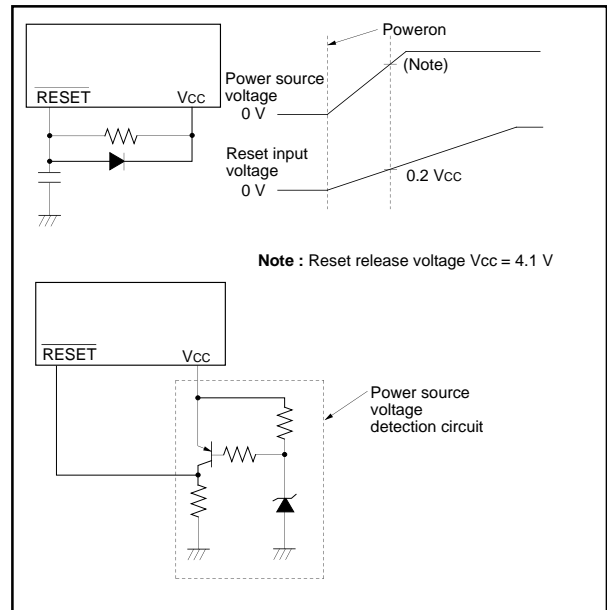 Poweron
(Note)
Power source
voltage
0 V
RESET
Vcc
Reset input
voltage
0 V
0.2 Vcc
Note : Reset release voltage Vcc = 4.1 V
RESET
Vcc
Power source
voltage
detection circuit